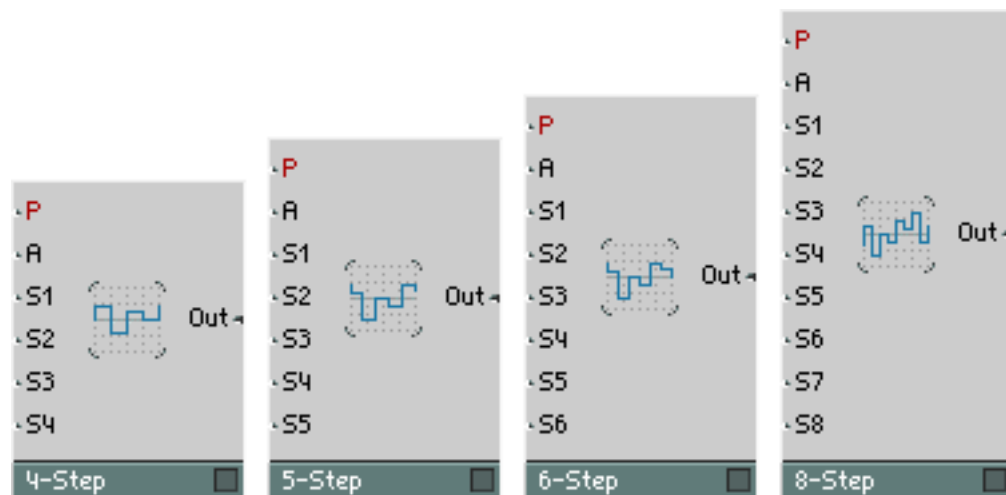 P
A
S1
S2
S3
S4
Out
4-Step
P
A
S1
S2
S3
S4
S5
Out
5-Step
P
A
S1
S2
S3
S4
S5
S6
Out
6-Step
P
A
S1
S2
S3
S4
S5
S6
S7
S8
Out
8-Step